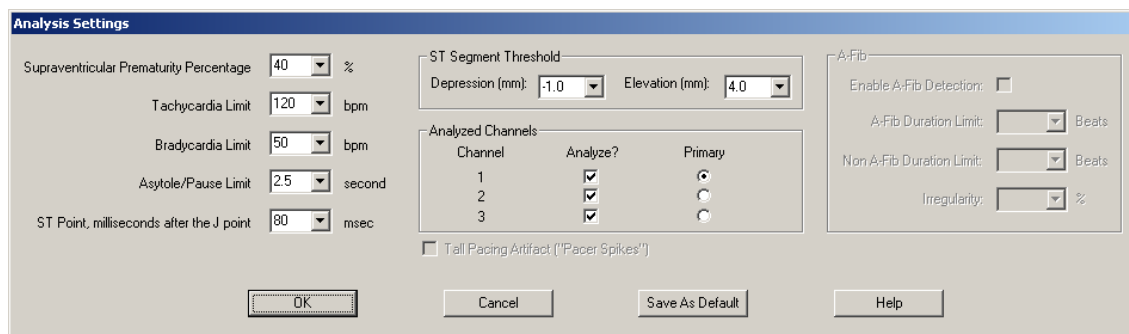 Analysis Settings
Supraventricular Prematurity Percentage 40 %
Tachycardia Limit 120 bpm
Bradycardia Limit 50 bpm
Asytole/Pause Limit 2.5 second
ST Point, milliseconds after the J point 80 msec
ST Segment Threshold
Depression (mm): -1.0 Elevation (mm): 4.0
Analyzed Channels
Channel Analyze? Primary
1
2
3
Tall Pacing Artifact ("Pacer Spikes")
A-Fib
Enable A-Fib Detection:
A-Fib Duration Limit: Beats
Non A-Fib Duration Limit: Beats
Irregularity: %
OK Cancel Save As Default Help